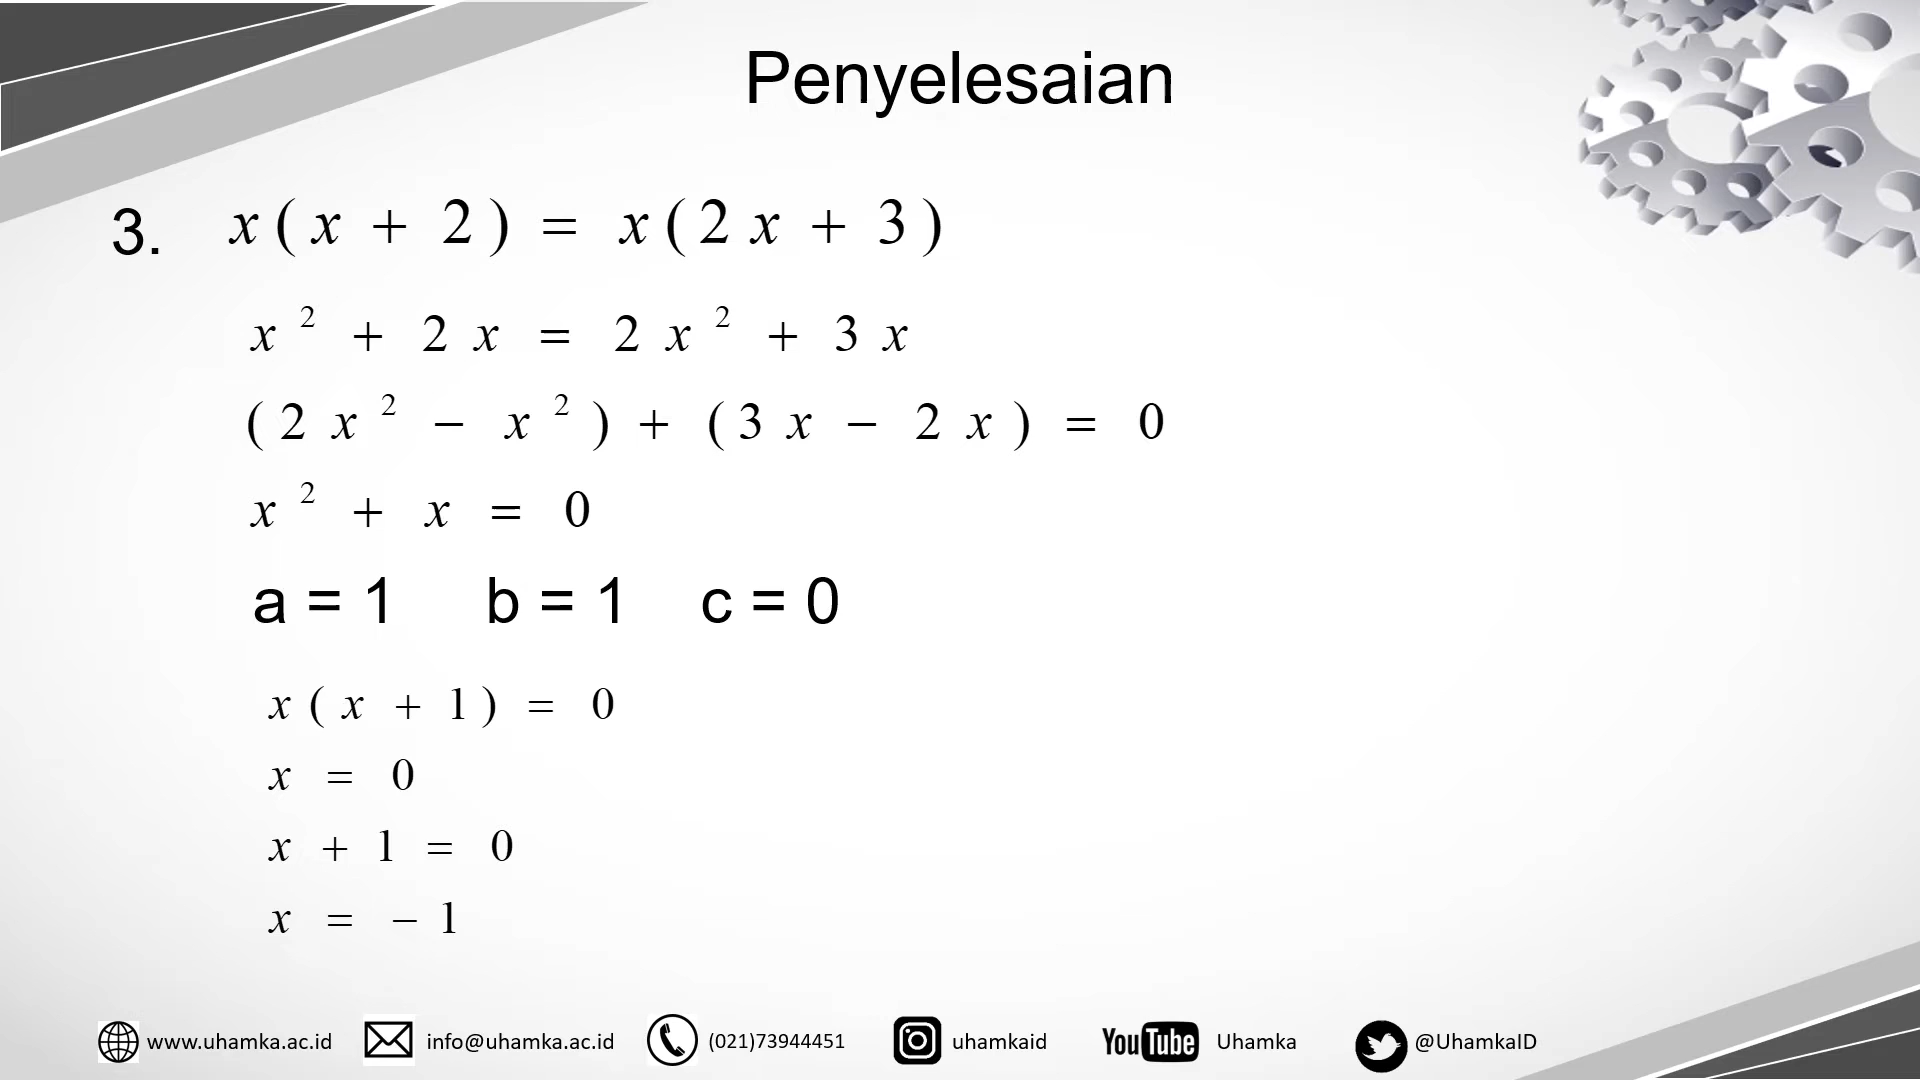 Penyelesaian
3. x(x + 2) = x(2x + 3)
x² + 2x = 2x² + 3x
(2x² − x²) + (3x − 2x) = 0
x² + x = 0
a = 1 b = 1 c = 0
x(x + 1) = 0
x = 0
x + 1 = 0
x = −1
www.uhamka.ac.id info@uhamka.ac.id (021)73944451 uhamkaid YouTube Uhamka @UhamkaID